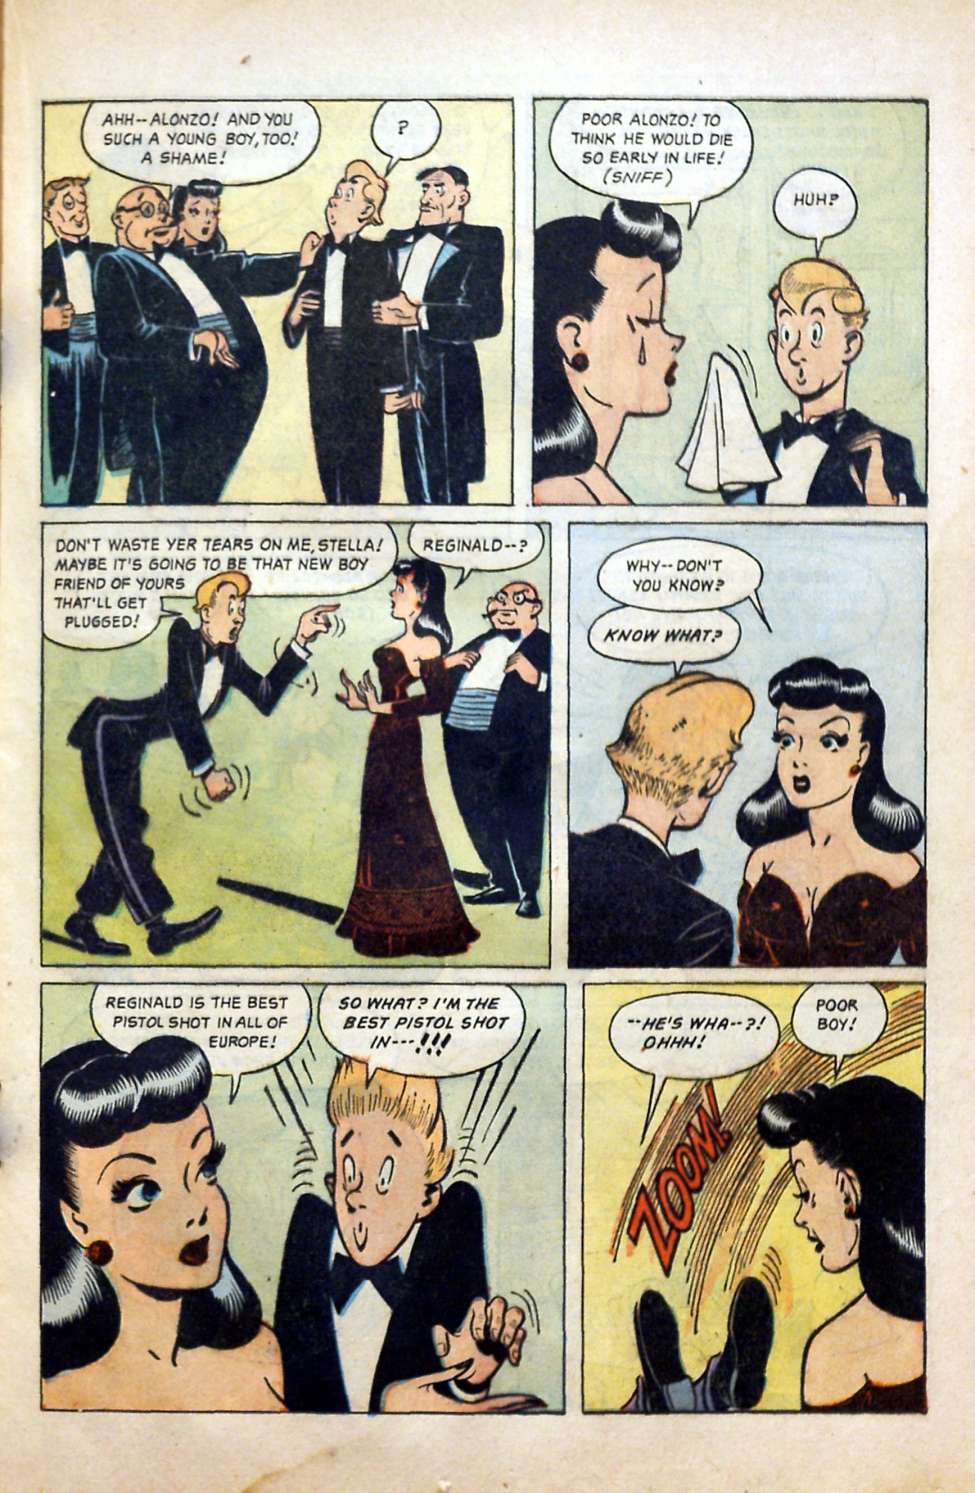 AHH--ALONZO! AND YOU
SUCH A YOUNG BOY, TOO!
A SHAME!
?
POOR ALONZO! TO
THINK HE WOULD DIE
SO EARLY IN LIFE!
(SNIFF)
HUH?
DON'T WASTE YER TEARS ON ME, STELLA!
MAYBE IT'S GOING TO BE THAT NEW BOY
FRIEND OF YOURS
THAT'LL GET
PLUGGED!
REGINALD--?
WHY--DON'T
YOU KNOW?
KNOW WHAT?
REGINALD IS THE BEST
PISTOL SHOT IN ALL OF
EUROPE!
SO WHAT? I'M THE
BEST PISTOL SHOT
IN---!!!
--HE'S WHA--?!
OHHH!
POOR
BOY!
ZOOM!